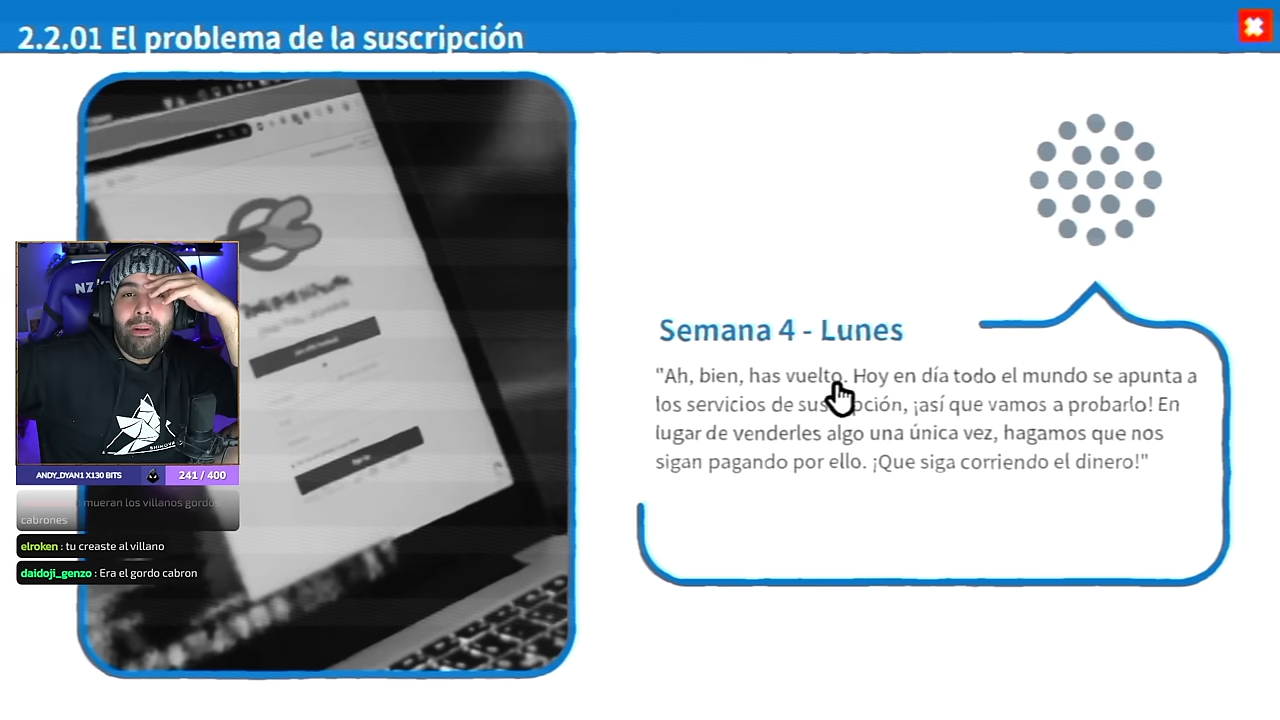 2.2.01 El problema de la suscripción
Semana 4 - Lunes
"Ah, bien, has vuelto. Hoy en día todo el mundo se apunta a
los servicios de suscripción, ¡así que vamos a probarlo! En
lugar de venderles algo una única vez, hagamos que nos
sigan pagando por ello. ¡Que siga corriendo el dinero!"
NZ
SHINOVA
ANDY_DYAN1 X130 BITS
241 / 400
mueran los villanos gordos
cabrones
elroken : tu creaste al villano
daidoji_genzo : Era el gordo cabron